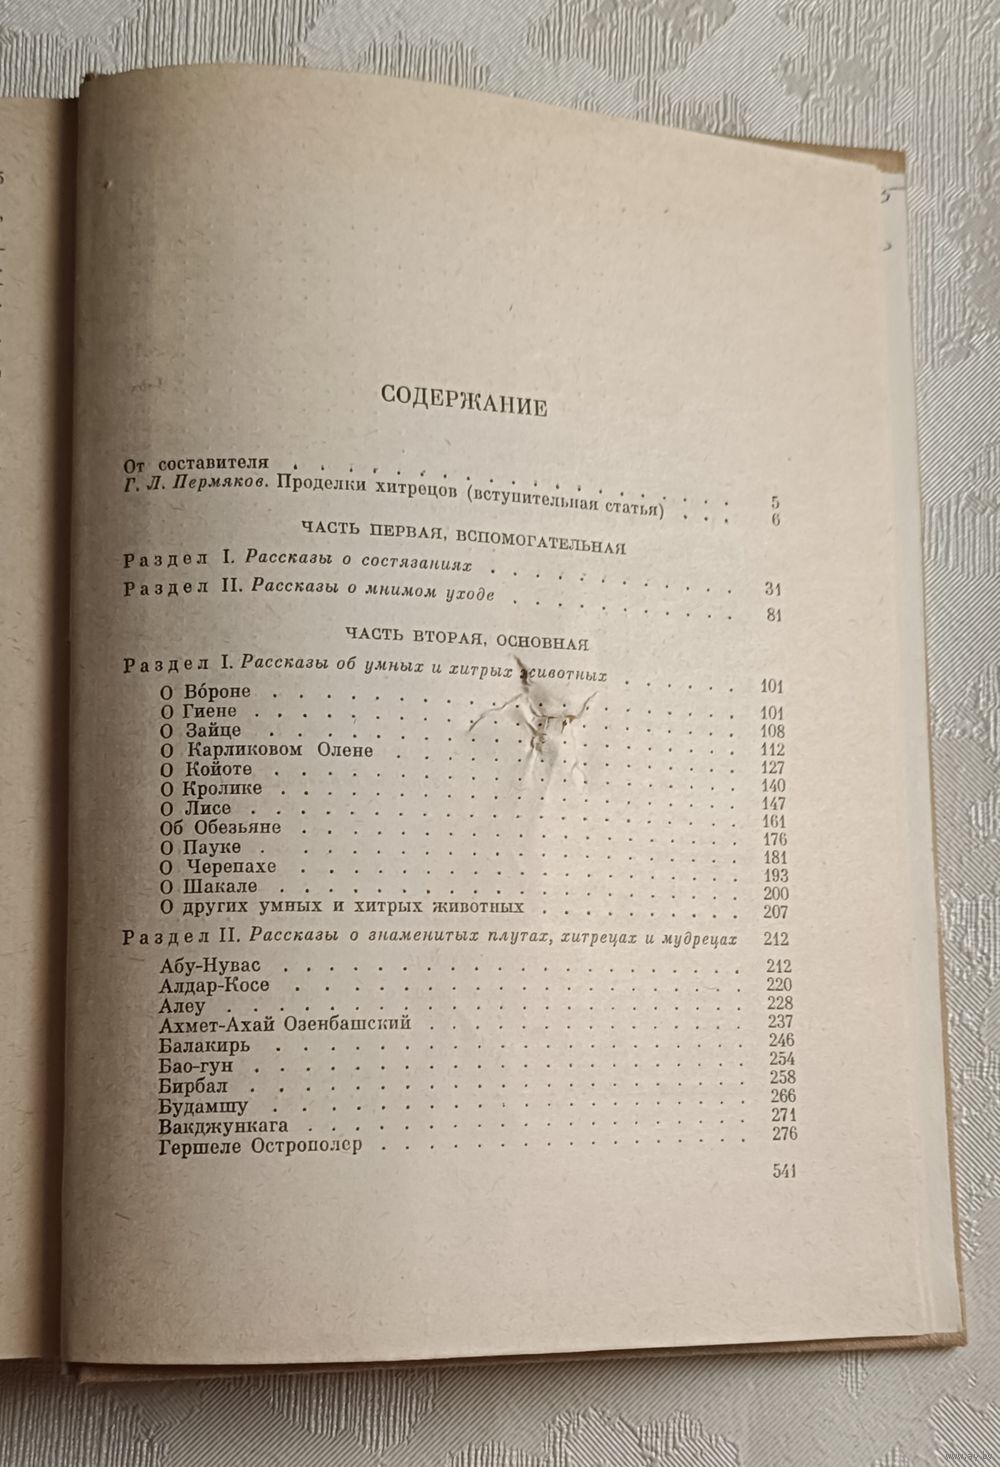 СОДЕРЖАНИЕ
От составителя . . . . . . . . . . . . . . . . 5
Г. Л. Пермяков. Проделки хитрецов (вступительная статья) . . . 6
ЧАСТЬ ПЕРВАЯ, ВСПОМОГАТЕЛЬНАЯ
Раздел I. Рассказы о состязаниях . . . . . . . . . 31
Раздел II. Рассказы о мнимом уходе . . . . . . . . . 81
ЧАСТЬ ВТОРАЯ, ОСНОВНАЯ
Раздел I. Рассказы об умных и хитрых животных . . . . . . 101
О Во́роне . . . . . . . . . . . . . . . . 101
О Гиене . . . . . . . . . . . . . . . . 108
О Зайце . . . . . . . . . . . . . . . . 112
О Карликовом Олене . . . . . . . . . . . . 127
О Койоте . . . . . . . . . . . . . . . . 140
О Кролике . . . . . . . . . . . . . . . . 147
О Лисе . . . . . . . . . . . . . . . . 161
Об Обезьяне . . . . . . . . . . . . . . . . 176
О Пауке . . . . . . . . . . . . . . . . 181
О Черепахе . . . . . . . . . . . . . . . . 193
О Шакале . . . . . . . . . . . . . . . . 200
О других умных и хитрых животных . . . . . . . . . 207
Раздел II. Рассказы о знаменитых плутах, хитрецах и мудрецах 212
Абу-Нувас . . . . . . . . . . . . . . . . 212
Алдар-Косе . . . . . . . . . . . . . . . . 220
Алеу . . . . . . . . . . . . . . . . 228
Ахмет-Ахай Озенбашский . . . . . . . . . . . . 237
Балакирь . . . . . . . . . . . . . . . . 246
Бао-гун . . . . . . . . . . . . . . . . 254
Бирбал . . . . . . . . . . . . . . . . 258
Будамшу . . . . . . . . . . . . . . . . 266
Вакджункага . . . . . . . . . . . . . . . . 271
Гершеле Острополер . . . . . . . . . . . . . 276
541